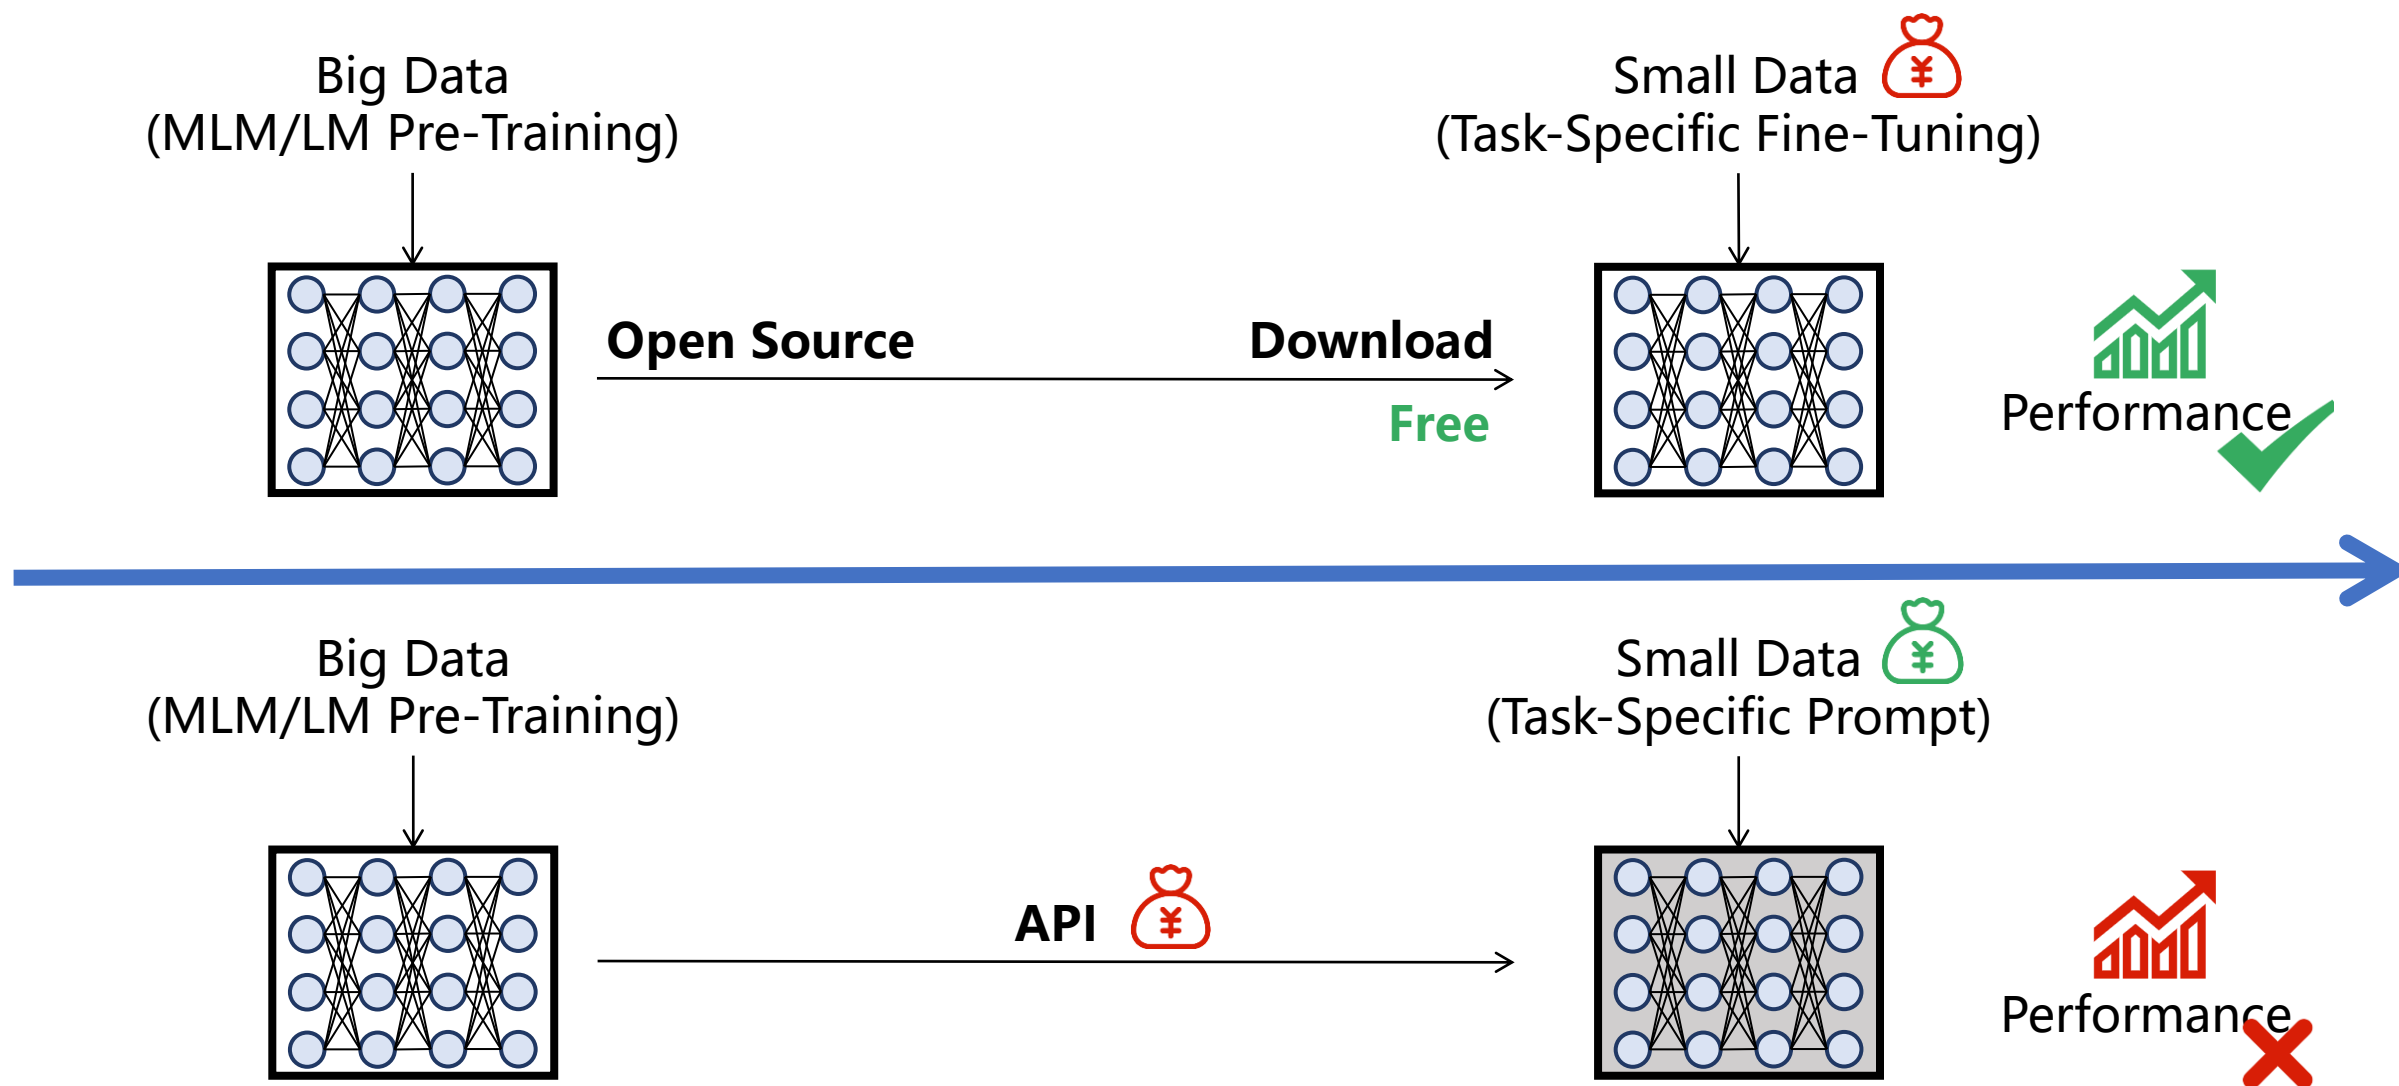 Big Data
(MLM/LM Pre-Training)
Small Data ¥
(Task-Specific Fine-Tuning)
Open Source
Download
Free
Performance
Big Data
(MLM/LM Pre-Training)
Small Data ¥
(Task-Specific Prompt)
API ¥
Performance